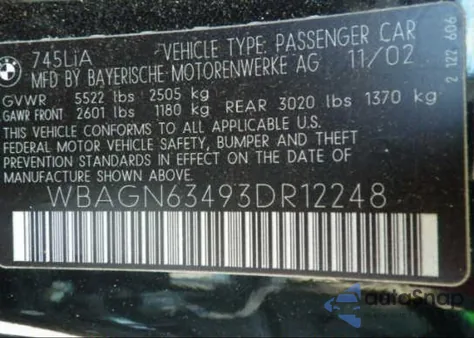 745LiA VEHICLE TYPE: PASSENGER CAR
MFD BY BAYERISCHE MOTORENWERKE AG 11/02
GVWR 5522 lbs 2505 kg
GAWR FRONT 2601 lbs 1180 kg REAR 3020 lbs 1370 kg
THIS VEHICLE CONFORMS TO ALL APPLICABLE U.S.
FEDERAL MOTOR VEHICLE SAFETY, BUMPER AND THEFT
PREVENTION STANDARDS IN EFFECT ON THE DATE OF
MANUFACTURE SHOWN ABOVE.
WBAGN63493DR12248
2 122 606
autoSnap